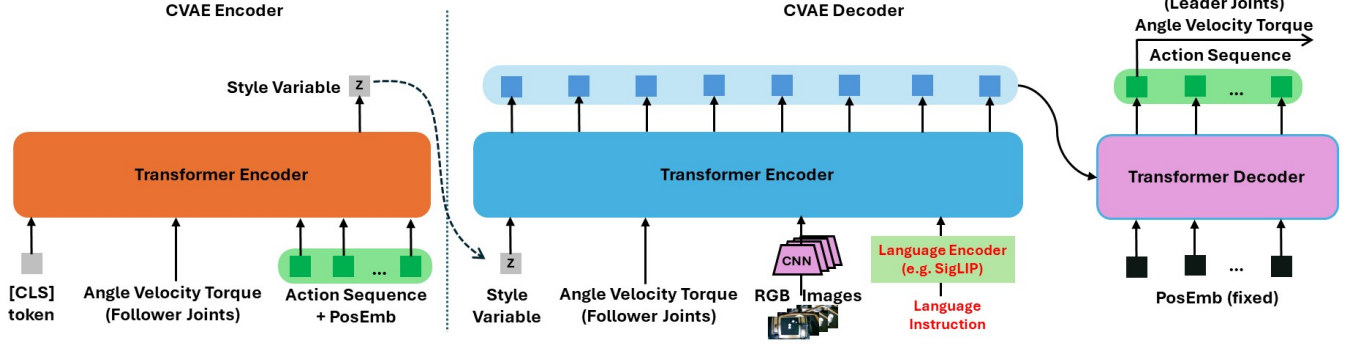 CVAE Encoder
Style Variable
z
Transformer Encoder
[CLS]
token
Angle Velocity Torque
(Follower Joints)
...
Action Sequence
+ PosEmb
CVAE Decoder
Transformer Encoder
z
Style
Variable
Angle Velocity Torque
(Follower Joints)
CNN
RGB Images
Language Encoder
(e.g. SigLIP)
Language
Instruction
(Leader Joints)
Angle Velocity Torque
Action Sequence
...
Transformer Decoder
...
PosEmb (fixed)